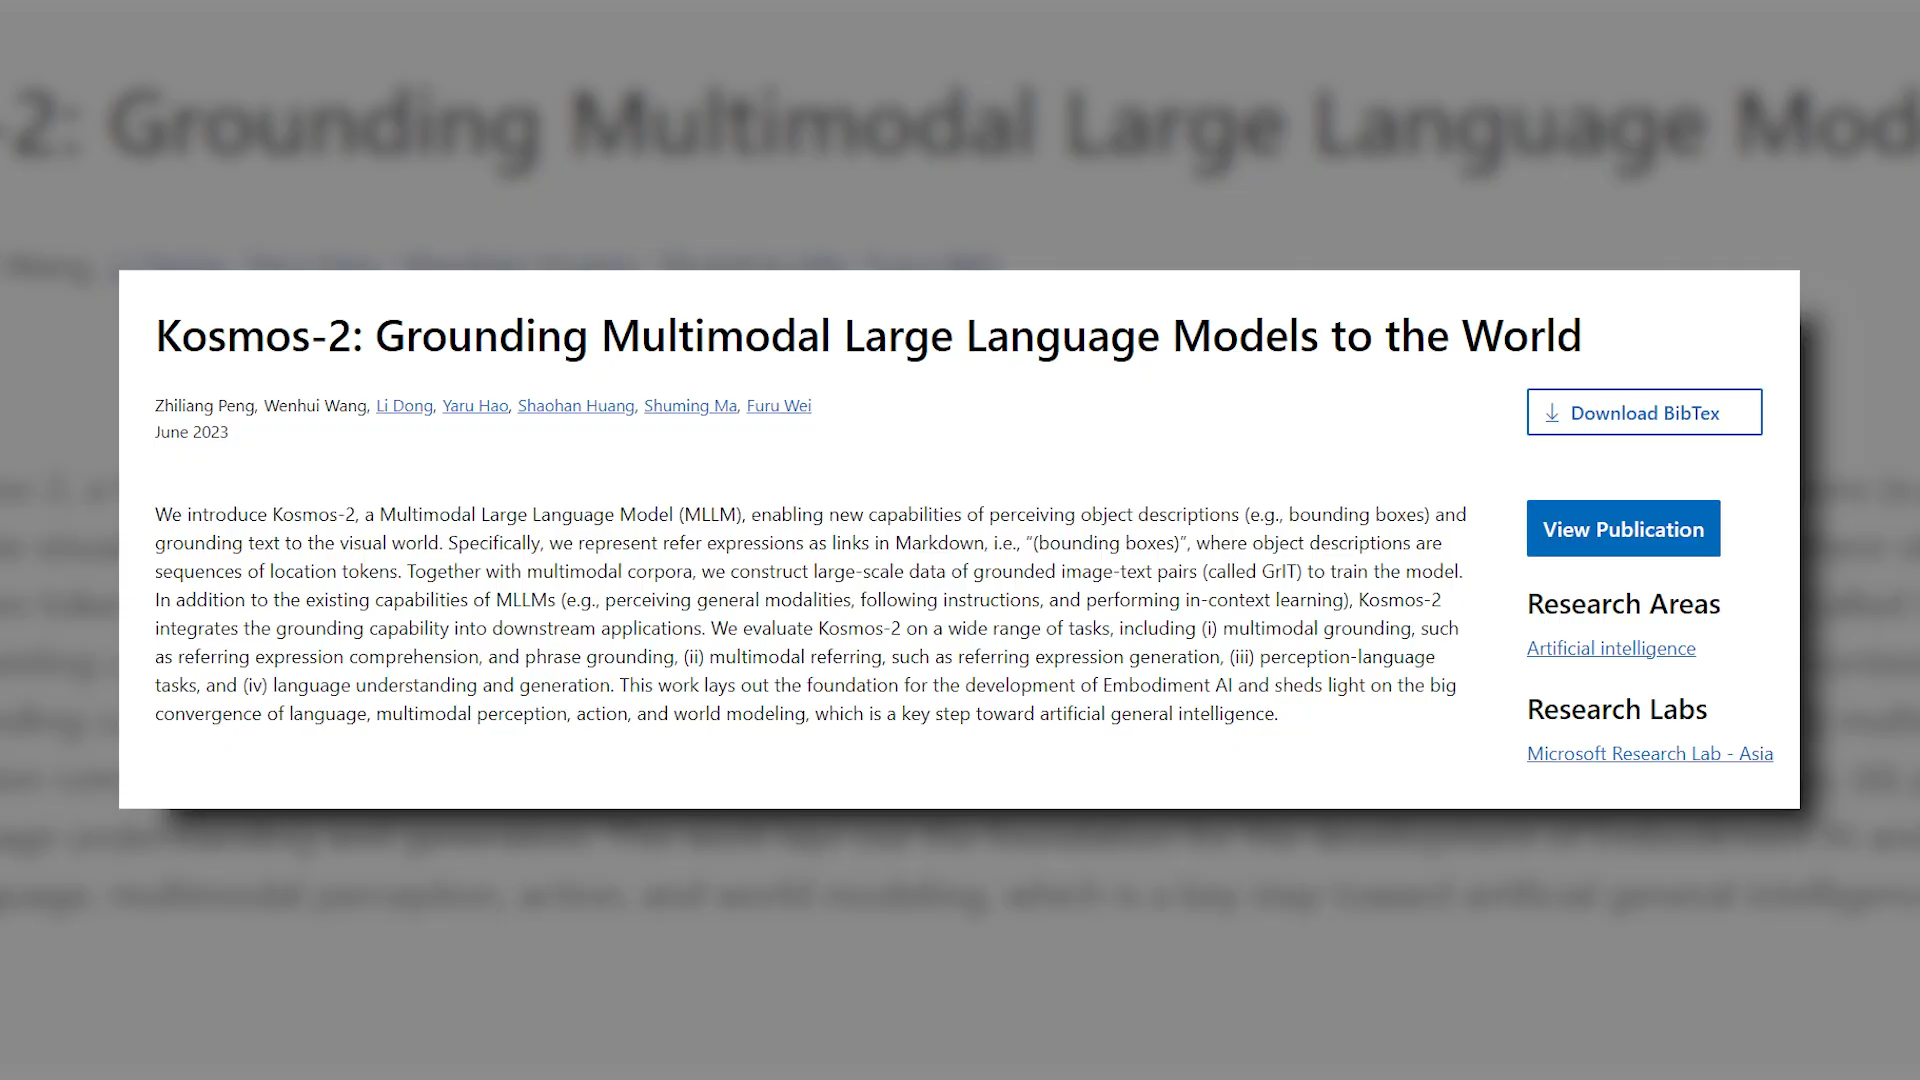 -2: Grounding Multimodal Large Language Mod
Kosmos-2: Grounding Multimodal Large Language Models to the World
Zhiliang Peng, Wenhui Wang, Li Dong, Yaru Hao, Shaohan Huang, Shuming Ma, Furu Wei
June 2023
Download BibTex
We introduce Kosmos-2, a Multimodal Large Language Model (MLLM), enabling new capabilities of perceiving object descriptions (e.g., bounding boxes) and
grounding text to the visual world. Specifically, we represent refer expressions as links in Markdown, i.e., “(bounding boxes)”, where object descriptions are
sequences of location tokens. Together with multimodal corpora, we construct large-scale data of grounded image-text pairs (called GrIT) to train the model.
In addition to the existing capabilities of MLLMs (e.g., perceiving general modalities, following instructions, and performing in-context learning), Kosmos-2
integrates the grounding capability into downstream applications. We evaluate Kosmos-2 on a wide range of tasks, including (i) multimodal grounding, such
as referring expression comprehension, and phrase grounding, (ii) multimodal referring, such as referring expression generation, (iii) perception-language
tasks, and (iv) language understanding and generation. This work lays out the foundation for the development of Embodiment AI and sheds light on the big
convergence of language, multimodal perception, action, and world modeling, which is a key step toward artificial general intelligence.
View Publication
Research Areas
Artificial intelligence
Research Labs
Microsoft Research Lab - Asia